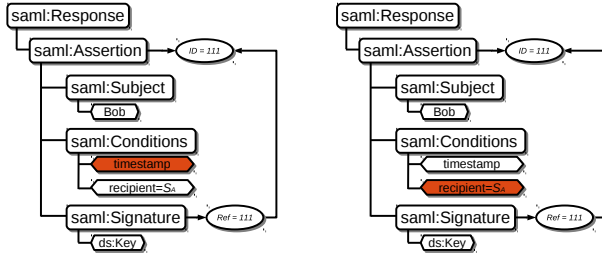 saml:Response
saml:Assertion
ID = 111
saml:Subject
Bob
saml:Conditions
timestamp
recipient=SA
saml:Signature
Ref = 111
ds:Key
saml:Response
saml:Assertion
ID = 111
saml:Subject
Bob
saml:Conditions
timestamp
recipient=SA
saml:Signature
Ref = 111
ds:Key